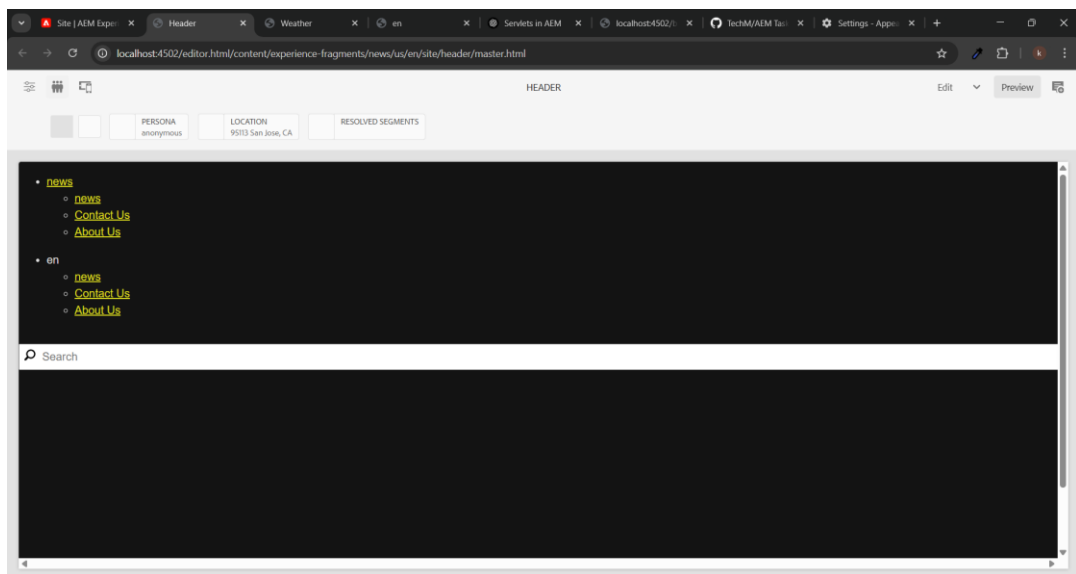 Site | AEM Exper
Header
Weather
en
Servlets in AEM
localhost:4502/
TechM/AEM Tas
Settings - Appe
localhost:4502/editor.html/content/experience-fragments/news/us/en/site/header/master.html
k
HEADER
Edit
Preview
PERSONA
anonymous
LOCATION
95113 San Jose, CA
RESOLVED SEGMENTS
news
news
Contact Us
About Us
en
news
Contact Us
About Us
Search